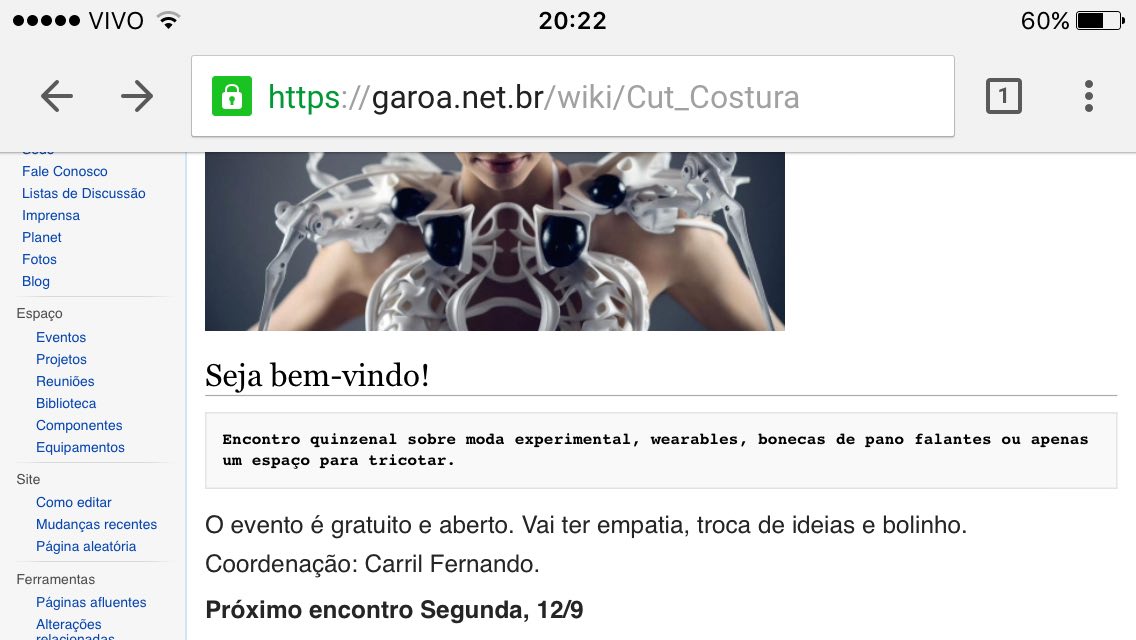 VIVO
20:22
60%
https://garoa.net.br/wiki/Cut_Costura
1
Sede
Fale Conosco
Listas de Discussão
Imprensa
Planet
Fotos
Blog
Espaço
Eventos
Projetos
Reuniões
Biblioteca
Componentes
Equipamentos
Site
Como editar
Mudanças recentes
Página aleatória
Ferramentas
Páginas afluentes
Alterações
relacionadas
Seja bem-vindo!
Encontro quinzenal sobre moda experimental, wearables, bonecas de pano falantes ou apenas
um espaço para tricotar.
O evento é gratuito e aberto. Vai ter empatia, troca de ideias e bolinho.
Coordenação: Carril Fernando.
Próximo encontro Segunda, 12/9